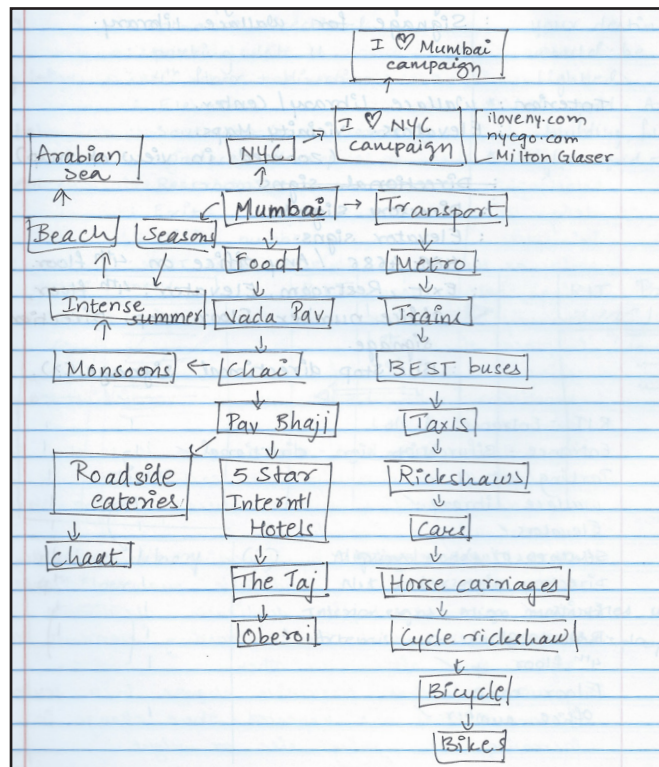 I ♡ Mumbai
campaign
NYC
I ♡ NYC
campaign
iloveny.com
nycgo.com
Milton Glaser
Arabian
Sea
Mumbai
Transport
Beach
Seasons
Food
Metro
Intense
summer
Vada Pav
Trains
Monsoons
Chai
BEST buses
Pav Bhaji
Taxis
Roadside
eateries
5 Star
Interntl
Hotels
Rickshaws
Cars
Chaat
The Taj
Horse carriages
Oberoi
Cycle rickshaw
Bicycle
Bikes